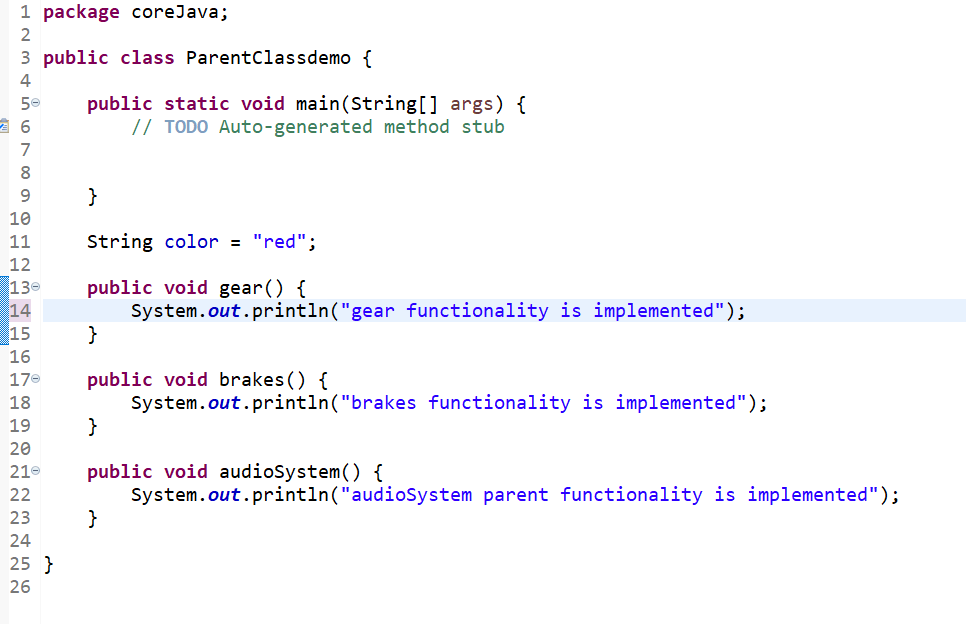 1 package coreJava;
2
3 public class ParentClassdemo {
4
5     public static void main(String[] args) {
6         // TODO Auto-generated method stub
7
8
9     }
10
11     String color = "red";
12
13     public void gear() {
14         System.out.println("gear functionality is implemented");
15     }
16
17     public void brakes() {
18         System.out.println("brakes functionality is implemented");
19     }
20
21     public void audioSystem() {
22         System.out.println("audioSystem parent functionality is implemented");
23     }
24
25 }
26